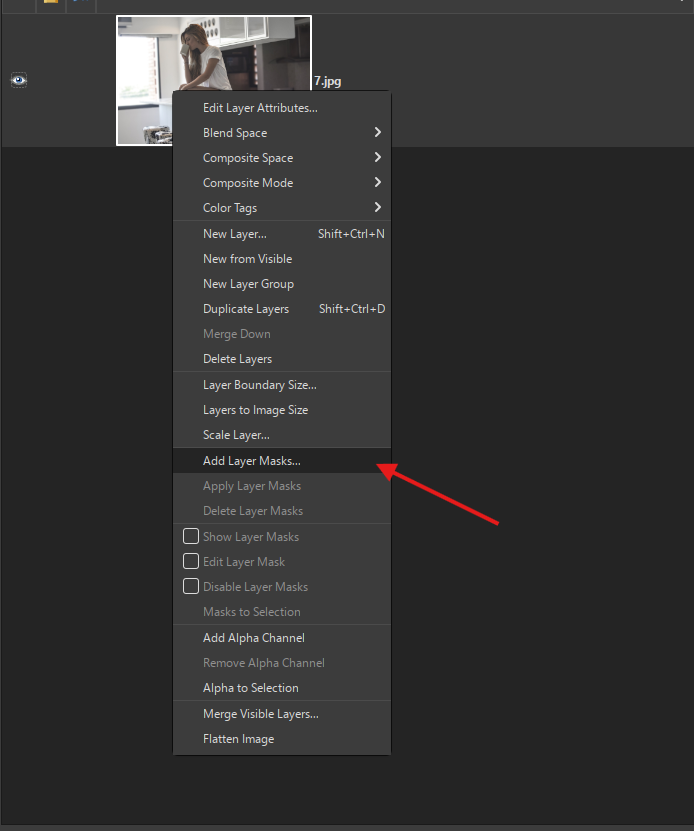 7.jpg
Edit Layer Attributes...
Blend Space
Composite Space
Composite Mode
Color Tags
New Layer... Shift+Ctrl+N
New from Visible
New Layer Group
Duplicate Layers Shift+Ctrl+D
Merge Down
Delete Layers
Layer Boundary Size...
Layers to Image Size
Scale Layer...
Add Layer Masks...
Apply Layer Masks
Delete Layer Masks
Show Layer Masks
Edit Layer Mask
Disable Layer Masks
Masks to Selection
Add Alpha Channel
Remove Alpha Channel
Alpha to Selection
Merge Visible Layers...
Flatten Image